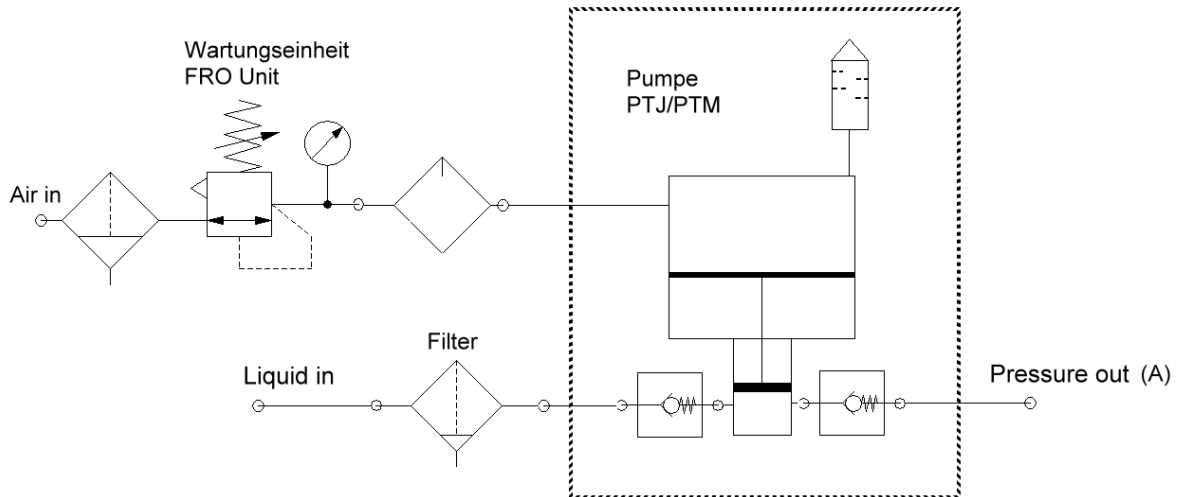 Wartungseinheit
FRO Unit
Pumpe
PTJ/PTM
Air in
Filter
Liquid in
Pressure out (A)